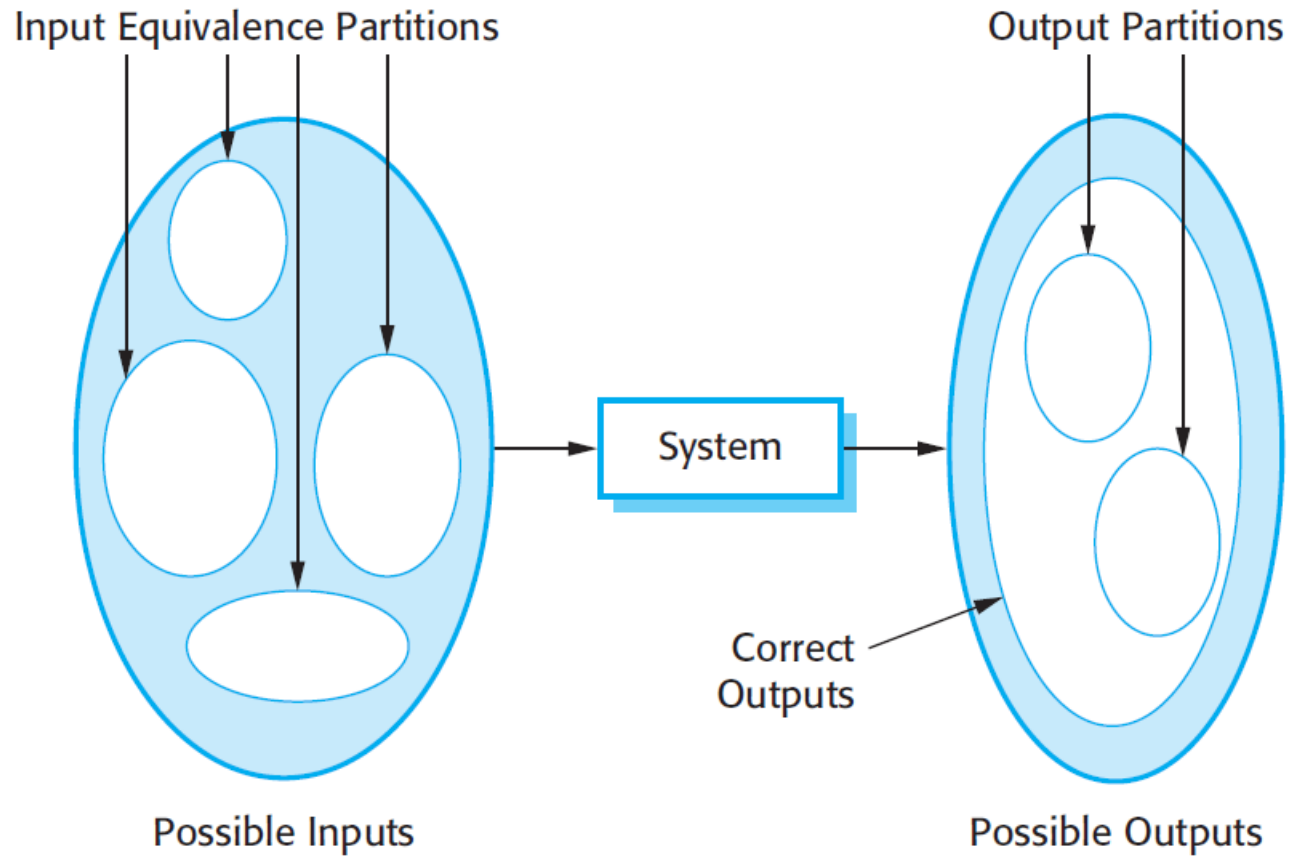 Input Equivalence Partitions
Output Partitions
System
Correct
Outputs
Possible Inputs
Possible Outputs